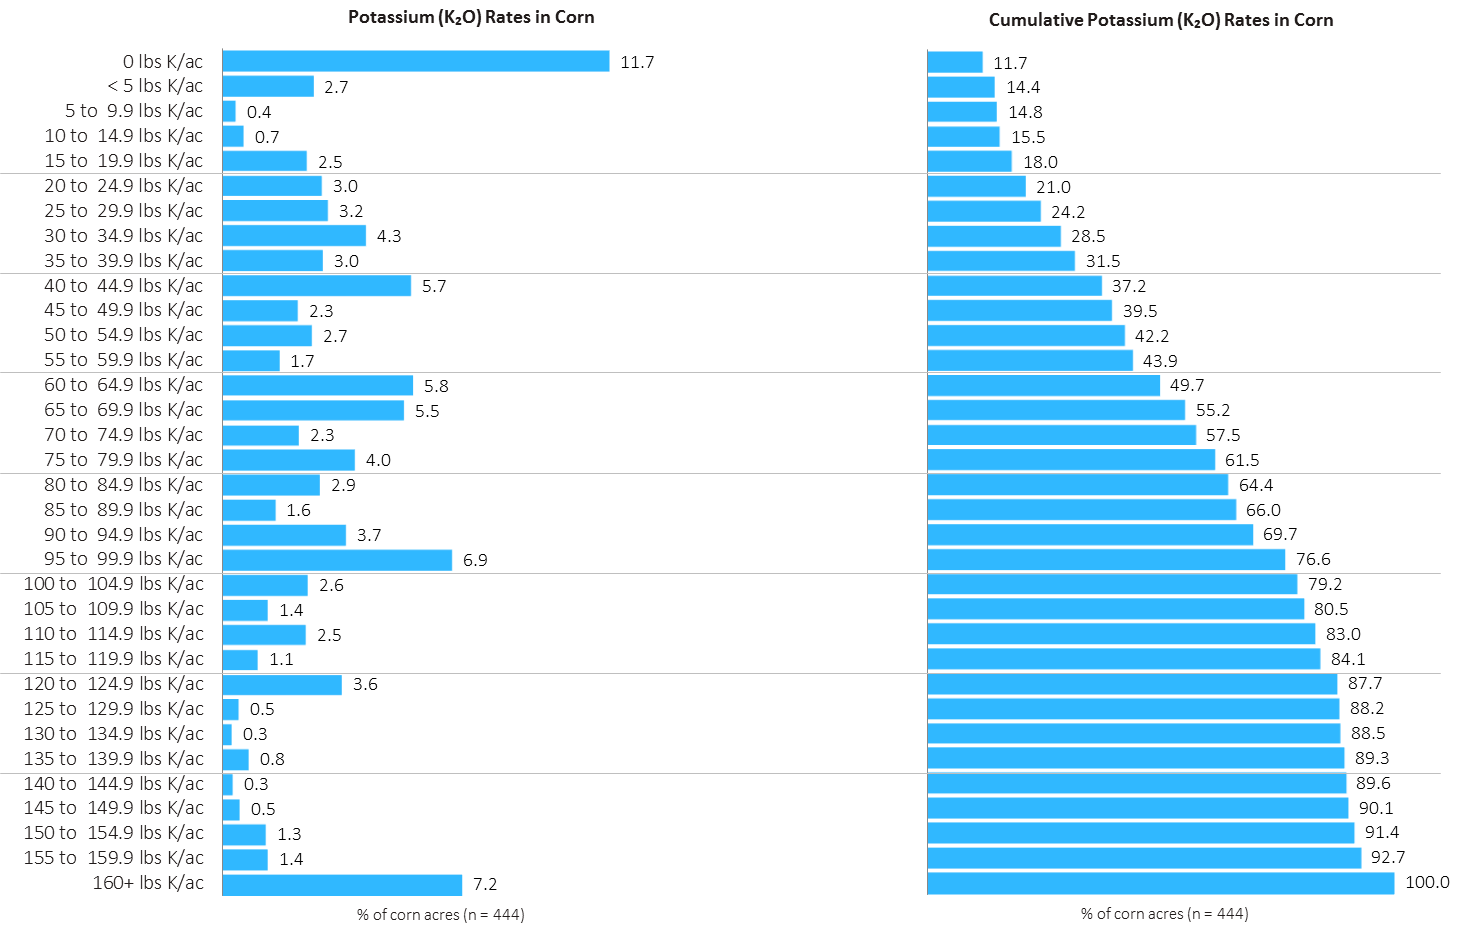 Potassium (K₂O) Rates in Corn
Cumulative Potassium (K₂O) Rates in Corn
0 lbs K/ac 11.7 11.7
< 5 lbs K/ac 2.7 14.4
5 to 9.9 lbs K/ac 0.4 14.8
10 to 14.9 lbs K/ac 0.7 15.5
15 to 19.9 lbs K/ac 2.5 18.0
20 to 24.9 lbs K/ac 3.0 21.0
25 to 29.9 lbs K/ac 3.2 24.2
30 to 34.9 lbs K/ac 4.3 28.5
35 to 39.9 lbs K/ac 3.0 31.5
40 to 44.9 lbs K/ac 5.7 37.2
45 to 49.9 lbs K/ac 2.3 39.5
50 to 54.9 lbs K/ac 2.7 42.2
55 to 59.9 lbs K/ac 1.7 43.9
60 to 64.9 lbs K/ac 5.8 49.7
65 to 69.9 lbs K/ac 5.5 55.2
70 to 74.9 lbs K/ac 2.3 57.5
75 to 79.9 lbs K/ac 4.0 61.5
80 to 84.9 lbs K/ac 2.9 64.4
85 to 89.9 lbs K/ac 1.6 66.0
90 to 94.9 lbs K/ac 3.7 69.7
95 to 99.9 lbs K/ac 6.9 76.6
100 to 104.9 lbs K/ac 2.6 79.2
105 to 109.9 lbs K/ac 1.4 80.5
110 to 114.9 lbs K/ac 2.5 83.0
115 to 119.9 lbs K/ac 1.1 84.1
120 to 124.9 lbs K/ac 3.6 87.7
125 to 129.9 lbs K/ac 0.5 88.2
130 to 134.9 lbs K/ac 0.3 88.5
135 to 139.9 lbs K/ac 0.8 89.3
140 to 144.9 lbs K/ac 0.3 89.6
145 to 149.9 lbs K/ac 0.5 90.1
150 to 154.9 lbs K/ac 1.3 91.4
155 to 159.9 lbs K/ac 1.4 92.7
160+ lbs K/ac 7.2 100.0
% of corn acres (n = 444)
% of corn acres (n = 444)